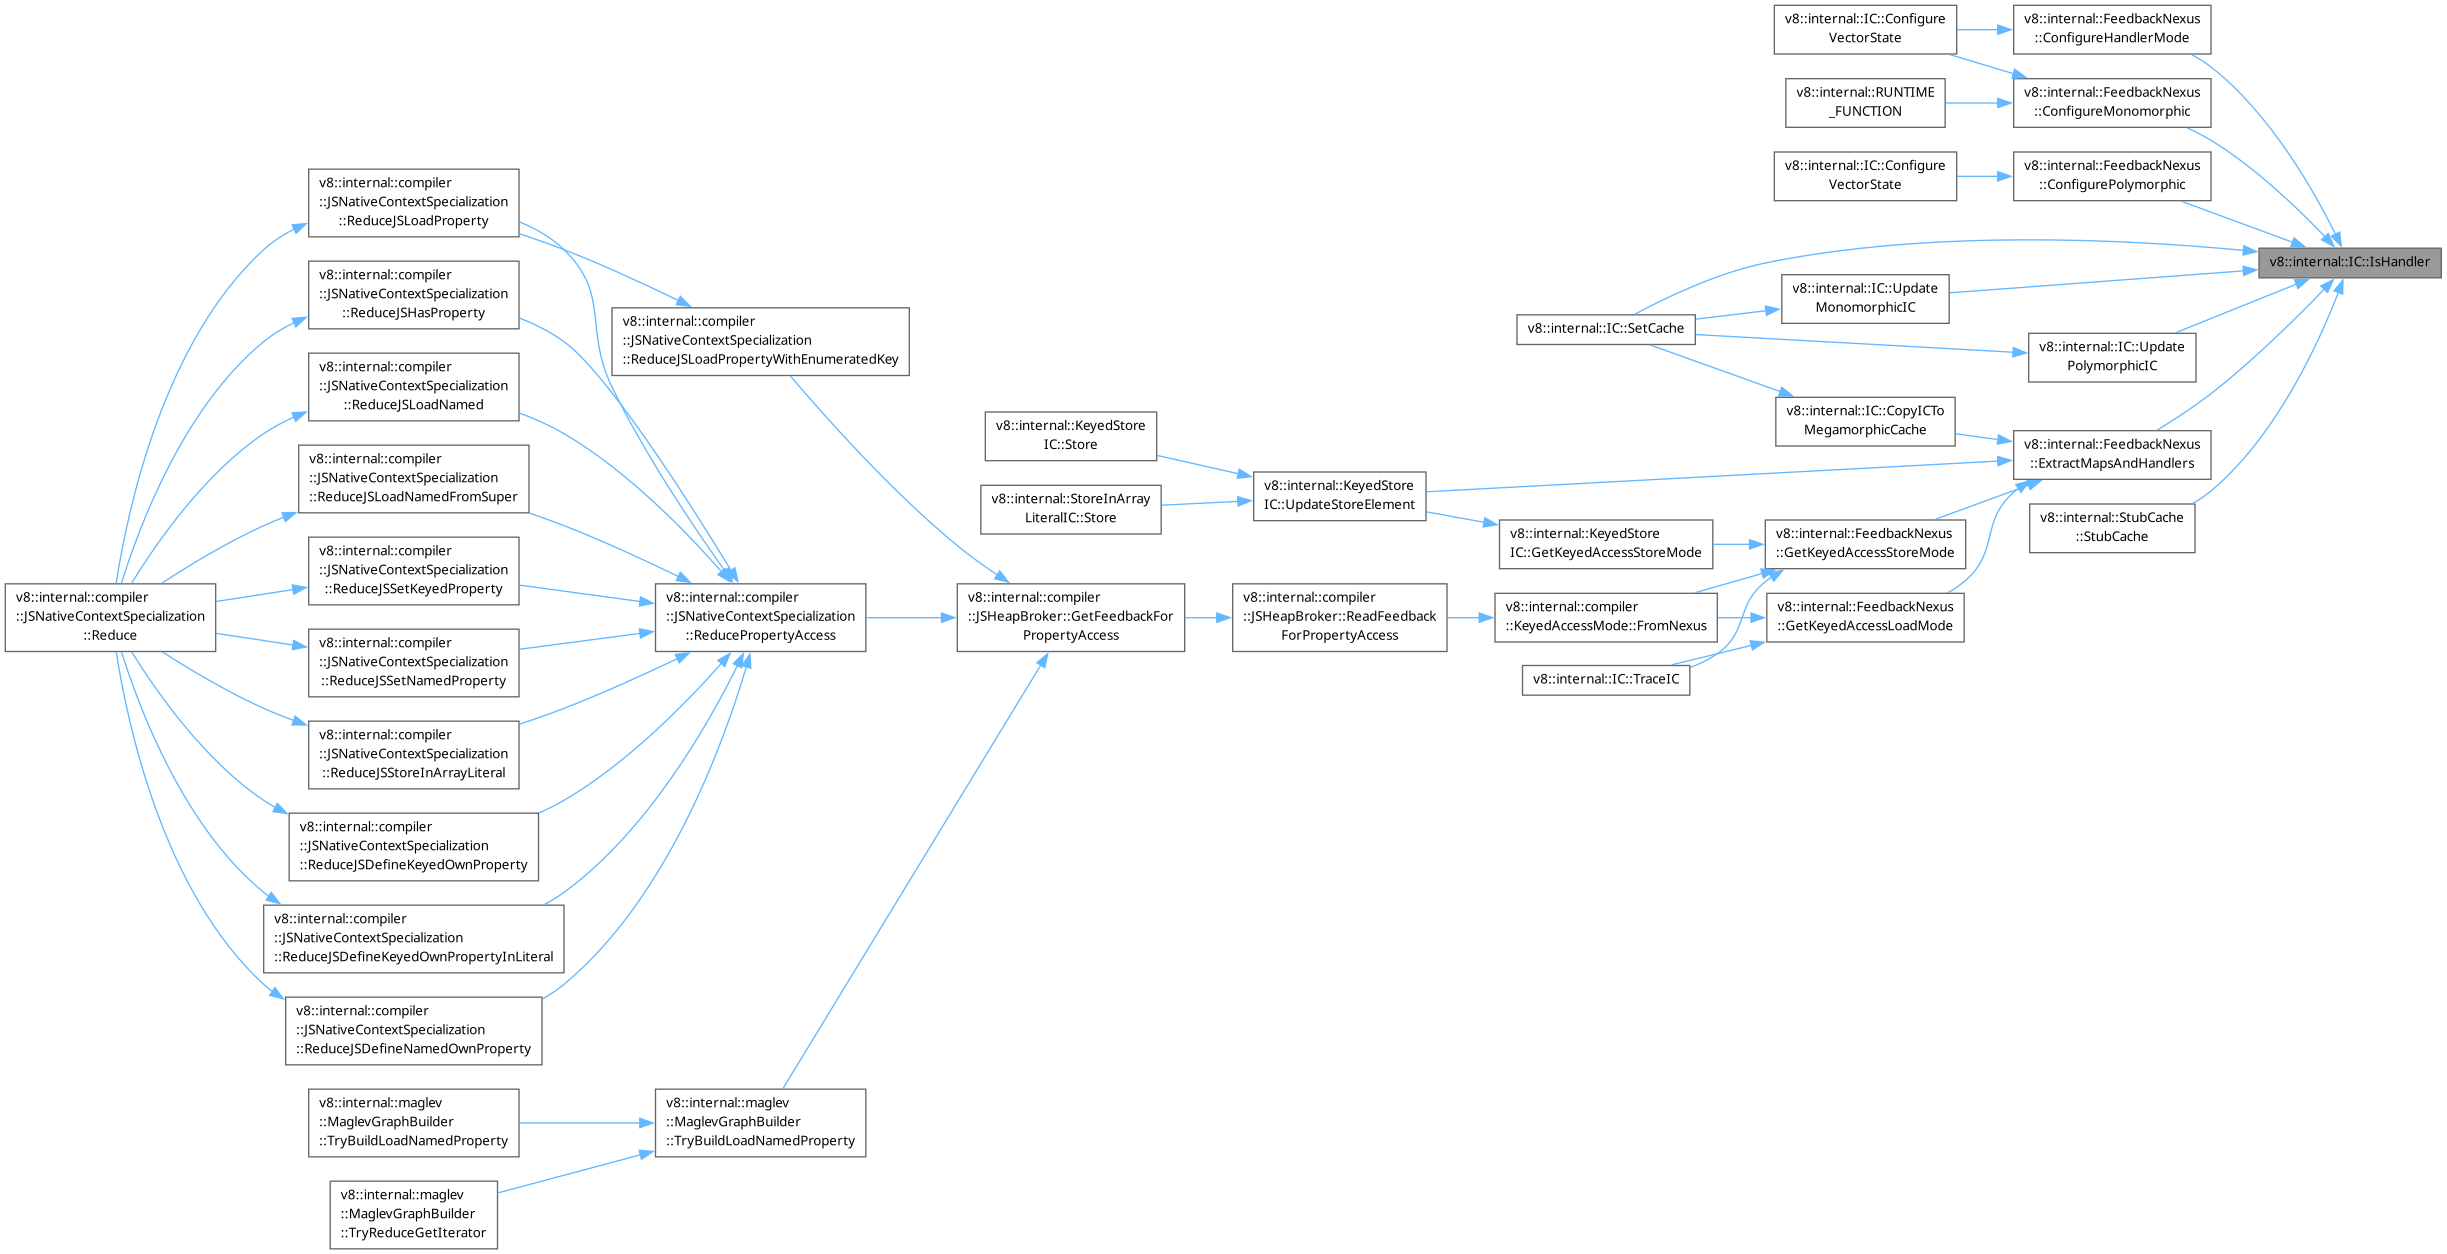 v8::internal::IC::Configure
VectorState
v8::internal::FeedbackNexus
::ConfigureHandlerMode
v8::internal::RUNTIME
_FUNCTION
v8::internal::FeedbackNexus
::ConfigureMonomorphic
v8::internal::IC::Configure
VectorState
v8::internal::FeedbackNexus
::ConfigurePolymorphic
v8::internal::IC::IsHandler
v8::internal::IC::Update
MonomorphicIC
v8::internal::IC::SetCache
v8::internal::IC::Update
PolymorphicIC
v8::internal::IC::CopyICTo
MegamorphicCache
v8::internal::FeedbackNexus
::ExtractMapsAndHandlers
v8::internal::StubCache
::StubCache
v8::internal::KeyedStore
IC::Store
v8::internal::StoreInArray
LiteralIC::Store
v8::internal::KeyedStore
IC::UpdateStoreElement
v8::internal::KeyedStore
IC::GetKeyedAccessStoreMode
v8::internal::FeedbackNexus
::GetKeyedAccessStoreMode
v8::internal::FeedbackNexus
::GetKeyedAccessLoadMode
v8::internal::compiler
::KeyedAccessMode::FromNexus
v8::internal::IC::TraceIC
v8::internal::compiler
::JSHeapBroker::ReadFeedback
ForPropertyAccess
v8::internal::compiler
::JSHeapBroker::GetFeedbackFor
PropertyAccess
v8::internal::compiler
::JSNativeContextSpecialization
::ReduceJSLoadPropertyWithEnumeratedKey
v8::internal::compiler
::JSNativeContextSpecialization
::ReducePropertyAccess
v8::internal::compiler
::JSNativeContextSpecialization
::ReduceJSLoadProperty
v8::internal::compiler
::JSNativeContextSpecialization
::ReduceJSHasProperty
v8::internal::compiler
::JSNativeContextSpecialization
::ReduceJSLoadNamed
v8::internal::compiler
::JSNativeContextSpecialization
::ReduceJSLoadNamedFromSuper
v8::internal::compiler
::JSNativeContextSpecialization
::ReduceJSSetKeyedProperty
v8::internal::compiler
::JSNativeContextSpecialization
::Reduce
v8::internal::compiler
::JSNativeContextSpecialization
::ReduceJSSetNamedProperty
v8::internal::compiler
::JSNativeContextSpecialization
::ReduceJSStoreInArrayLiteral
v8::internal::compiler
::JSNativeContextSpecialization
::ReduceJSDefineKeyedOwnProperty
v8::internal::compiler
::JSNativeContextSpecialization
::ReduceJSDefineKeyedOwnPropertyInLiteral
v8::internal::compiler
::JSNativeContextSpecialization
::ReduceJSDefineNamedOwnProperty
v8::internal::maglev
::MaglevGraphBuilder
::TryBuildLoadNamedProperty
v8::internal::maglev
::MaglevGraphBuilder
::TryBuildLoadNamedProperty
v8::internal::maglev
::MaglevGraphBuilder
::TryReduceGetIterator